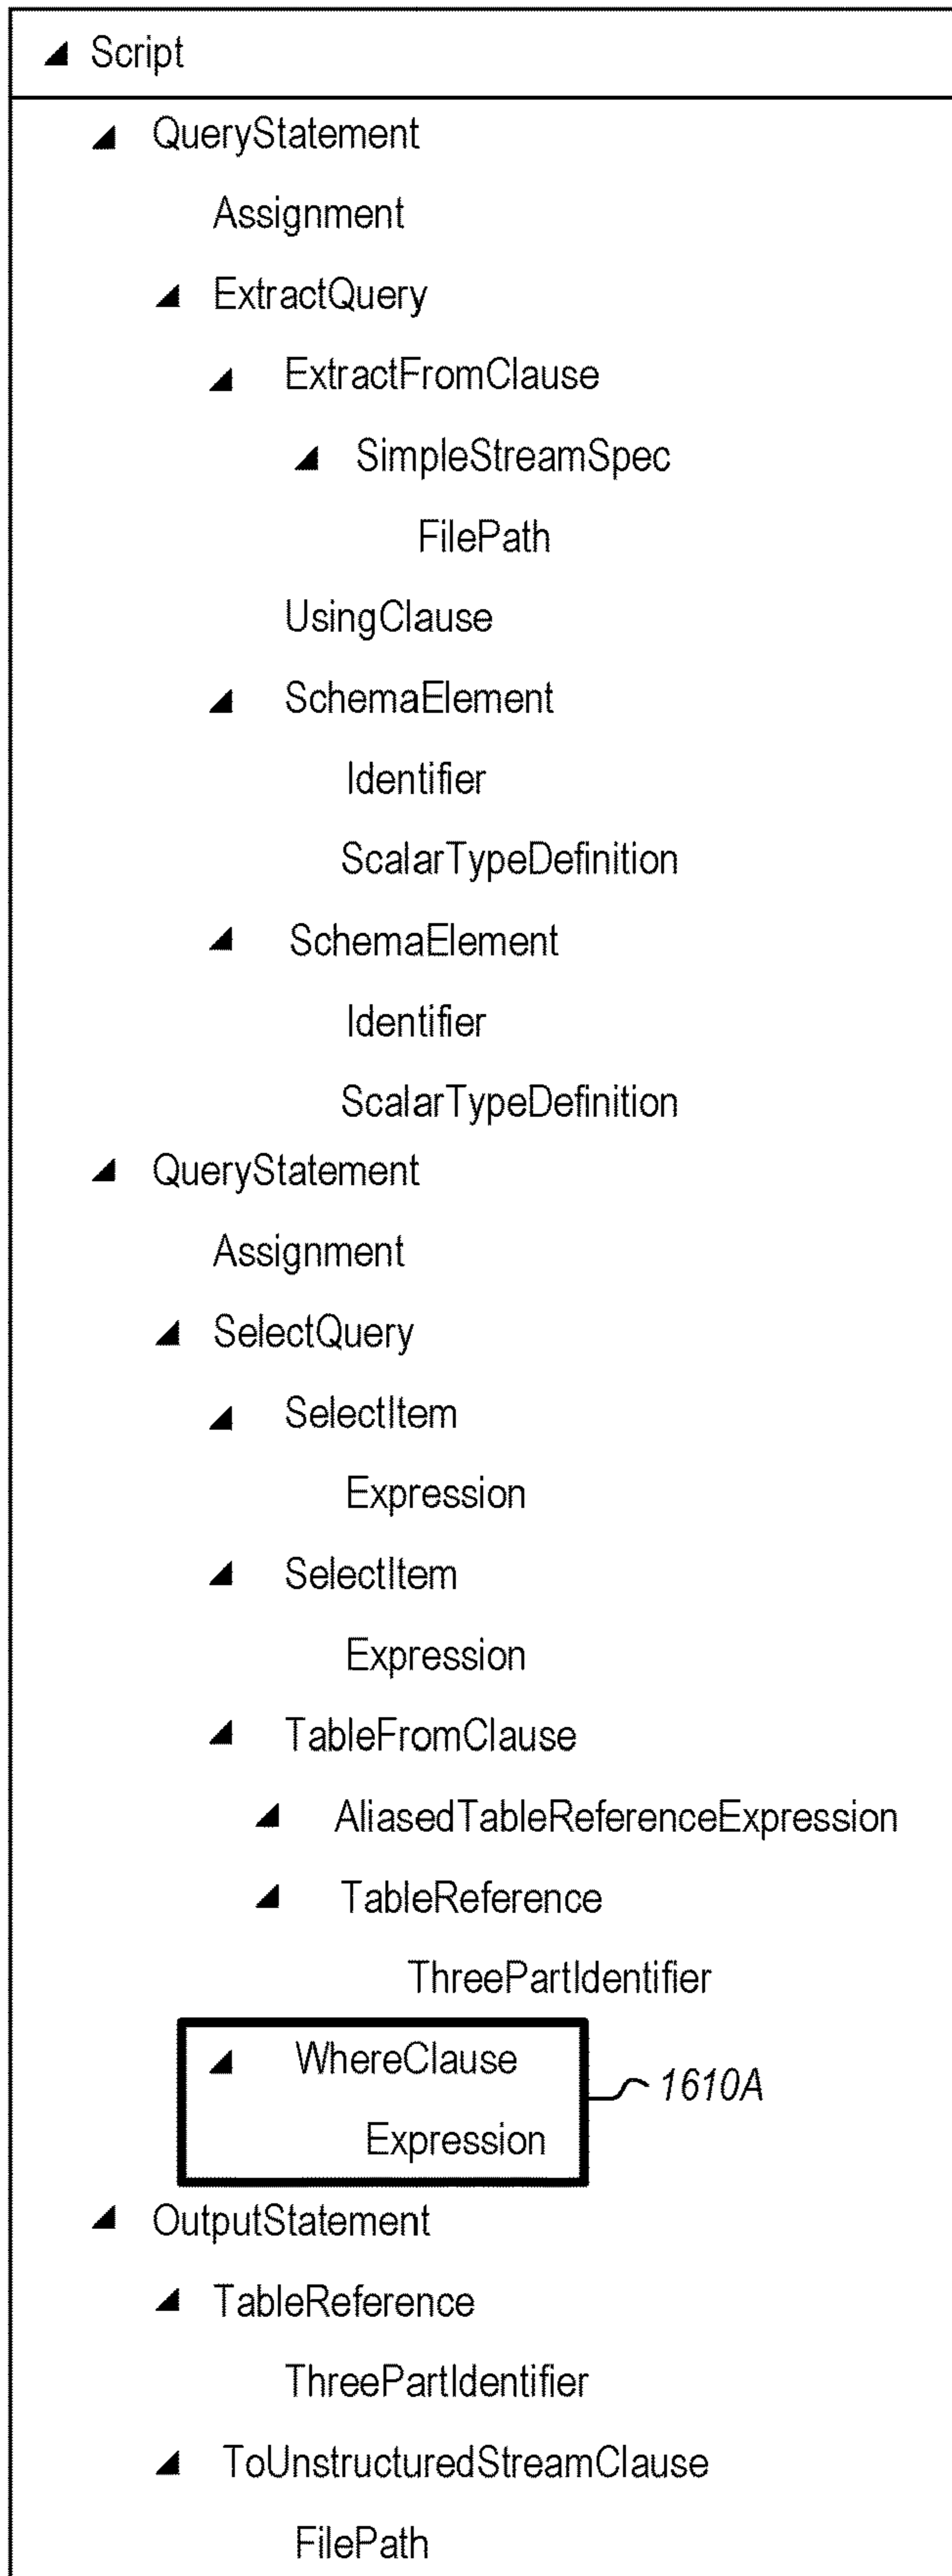 Script
QueryStatement
Assignment
ExtractQuery
ExtractFromClause
SimpleStreamSpec
FilePath
UsingClause
SchemaElement
Identifier
ScalarTypeDefinition
SchemaElement
Identifier
ScalarTypeDefinition
QueryStatement
Assignment
SelectQuery
SelectItem
Expression
SelectItem
Expression
TableFromClause
AliasedTableReferenceExpression
TableReference
ThreePartIdentifier
WhereClause
1610A
Expression
OutputStatement
TableReference
ThreePartIdentifier
ToUnstructuredStreamClause
FilePath